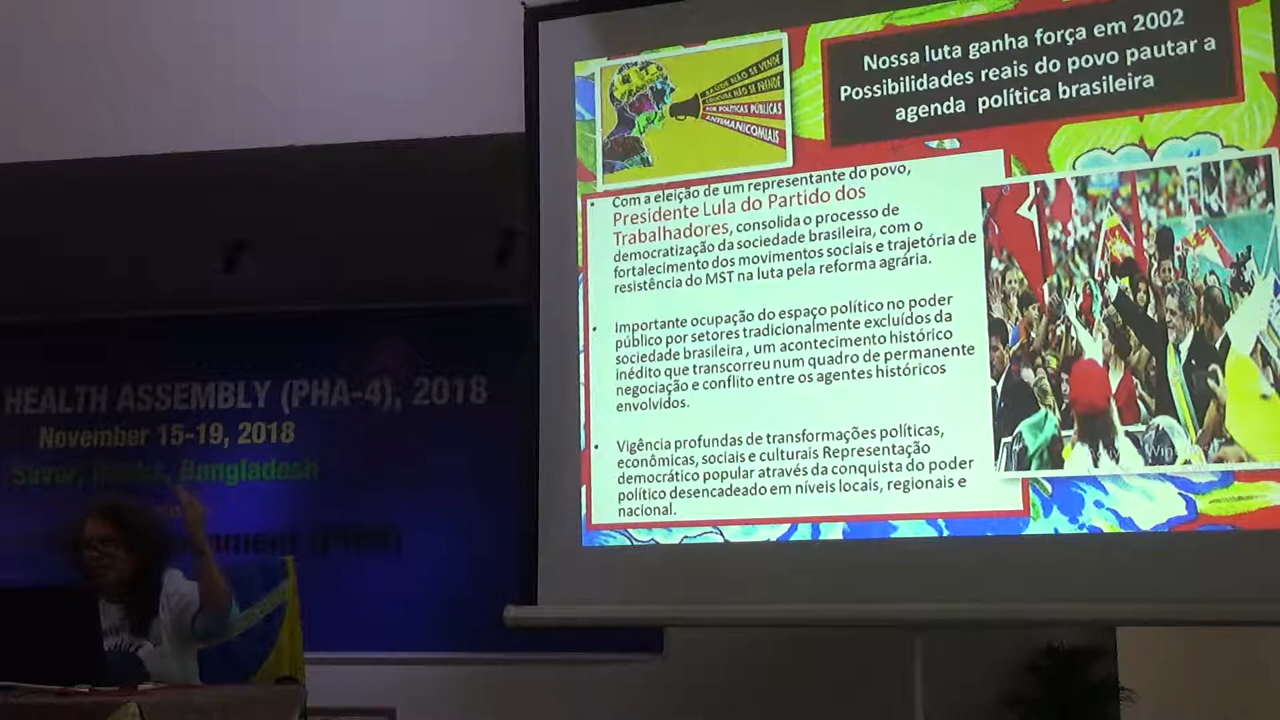 Nossa luta ganha força em 2002
Possibilidades reais do povo pautar a
agenda política brasileira
SAÚDE NÃO SE VENDE
LOUCURA NÃO SE PRENDE
POR POLÍTICAS PÚBLICAS
ANTIMANICOMIAIS
• Com a eleição de um representante do povo,
Presidente Lula do Partido dos
Trabalhadores, consolida o processo de
democratização da sociedade brasileira, com o
fortalecimento dos movimentos sociais e trajetória de
resistência do MST na luta pela reforma agrária.
• Importante ocupação do espaço político no poder
público por setores tradicionalmente excluídos da
sociedade brasileira , um acontecimento histórico
inédito que transcorreu num quadro de permanente
negociação e conflito entre os agentes históricos
envolvidos.
• Vigência profundas de transformações políticas,
econômicas, sociais e culturais Representação
democrático popular através da conquista do poder
político desencadeado em níveis locais, regionais e
nacional.
HEALTH ASSEMBLY (PHA-4), 2018
November 15-19, 2018
Bangladesh